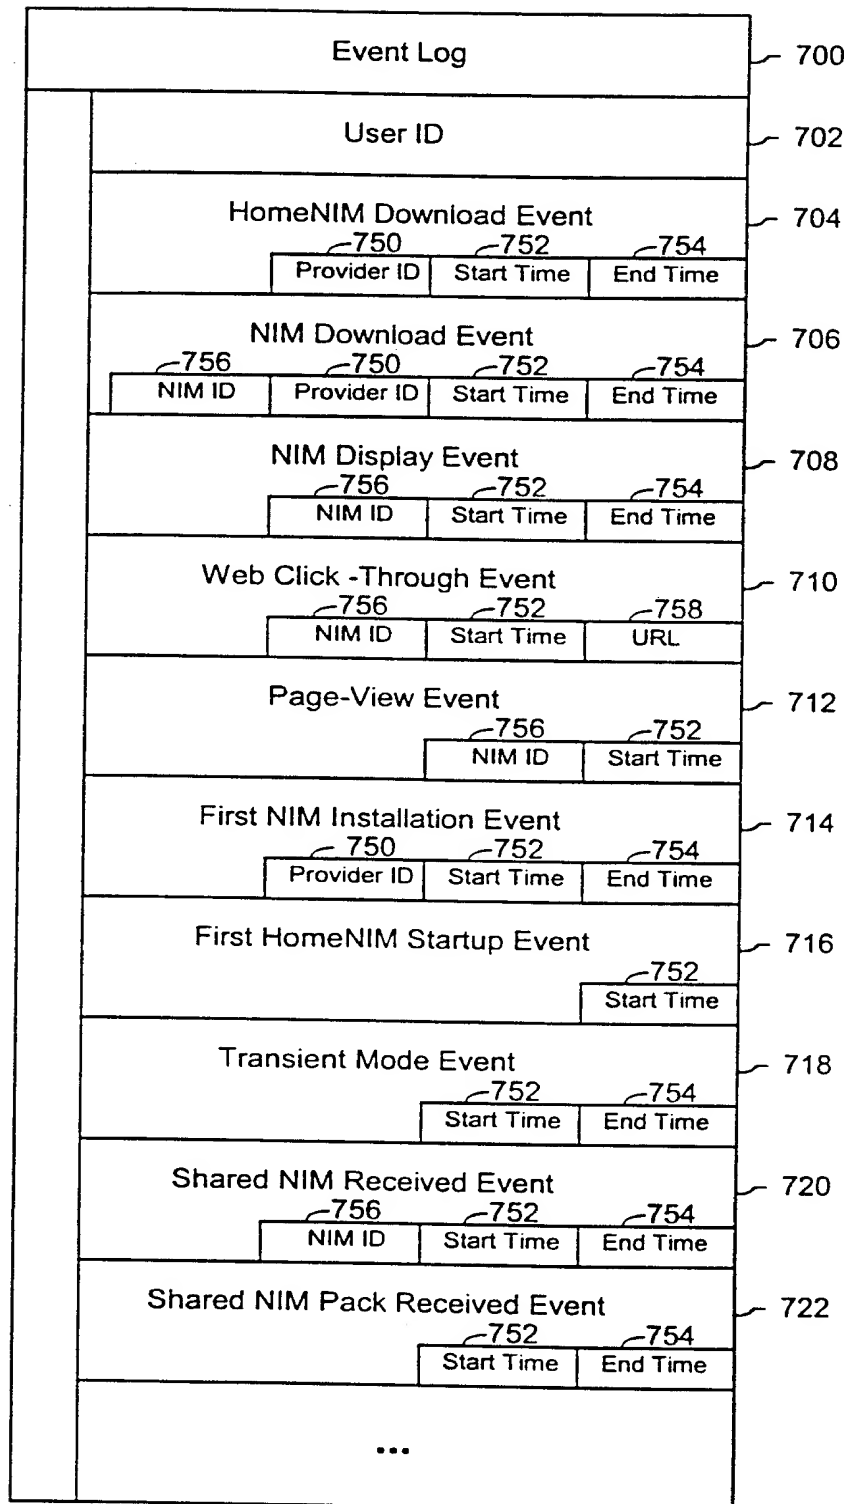 Event Log 700
User ID 702
HomeNIM Download Event 704
750 752 754
Provider ID Start Time End Time
NIM Download Event 706
756 750 752 754
NIM ID Provider ID Start Time End Time
NIM Display Event 708
756 752 754
NIM ID Start Time End Time
Web Click -Through Event 710
756 752 758
NIM ID Start Time URL
Page-View Event 712
756 752
NIM ID Start Time
First NIM Installation Event 714
750 752 754
Provider ID Start Time End Time
First HomeNIM Startup Event 716
752
Start Time
Transient Mode Event 718
752 754
Start Time End Time
Shared NIM Received Event 720
756 752 754
NIM ID Start Time End Time
Shared NIM Pack Received Event 722
752 754
Start Time End Time
...